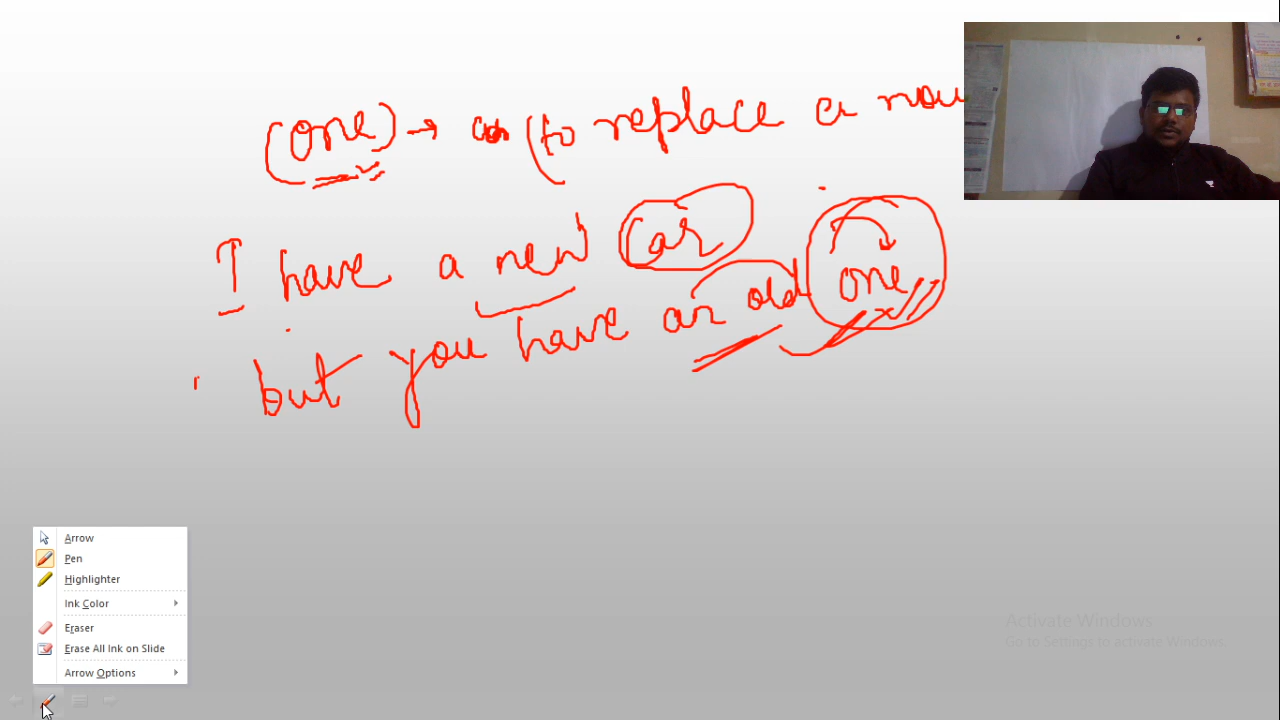 (one) → (to replace a nou
I have a new car
but you have an old one
Arrow
Pen
Highlighter
Ink Color
Eraser
Erase All Ink on Slide
Arrow Options
Activate Windows
Go to Settings to activate Windows.